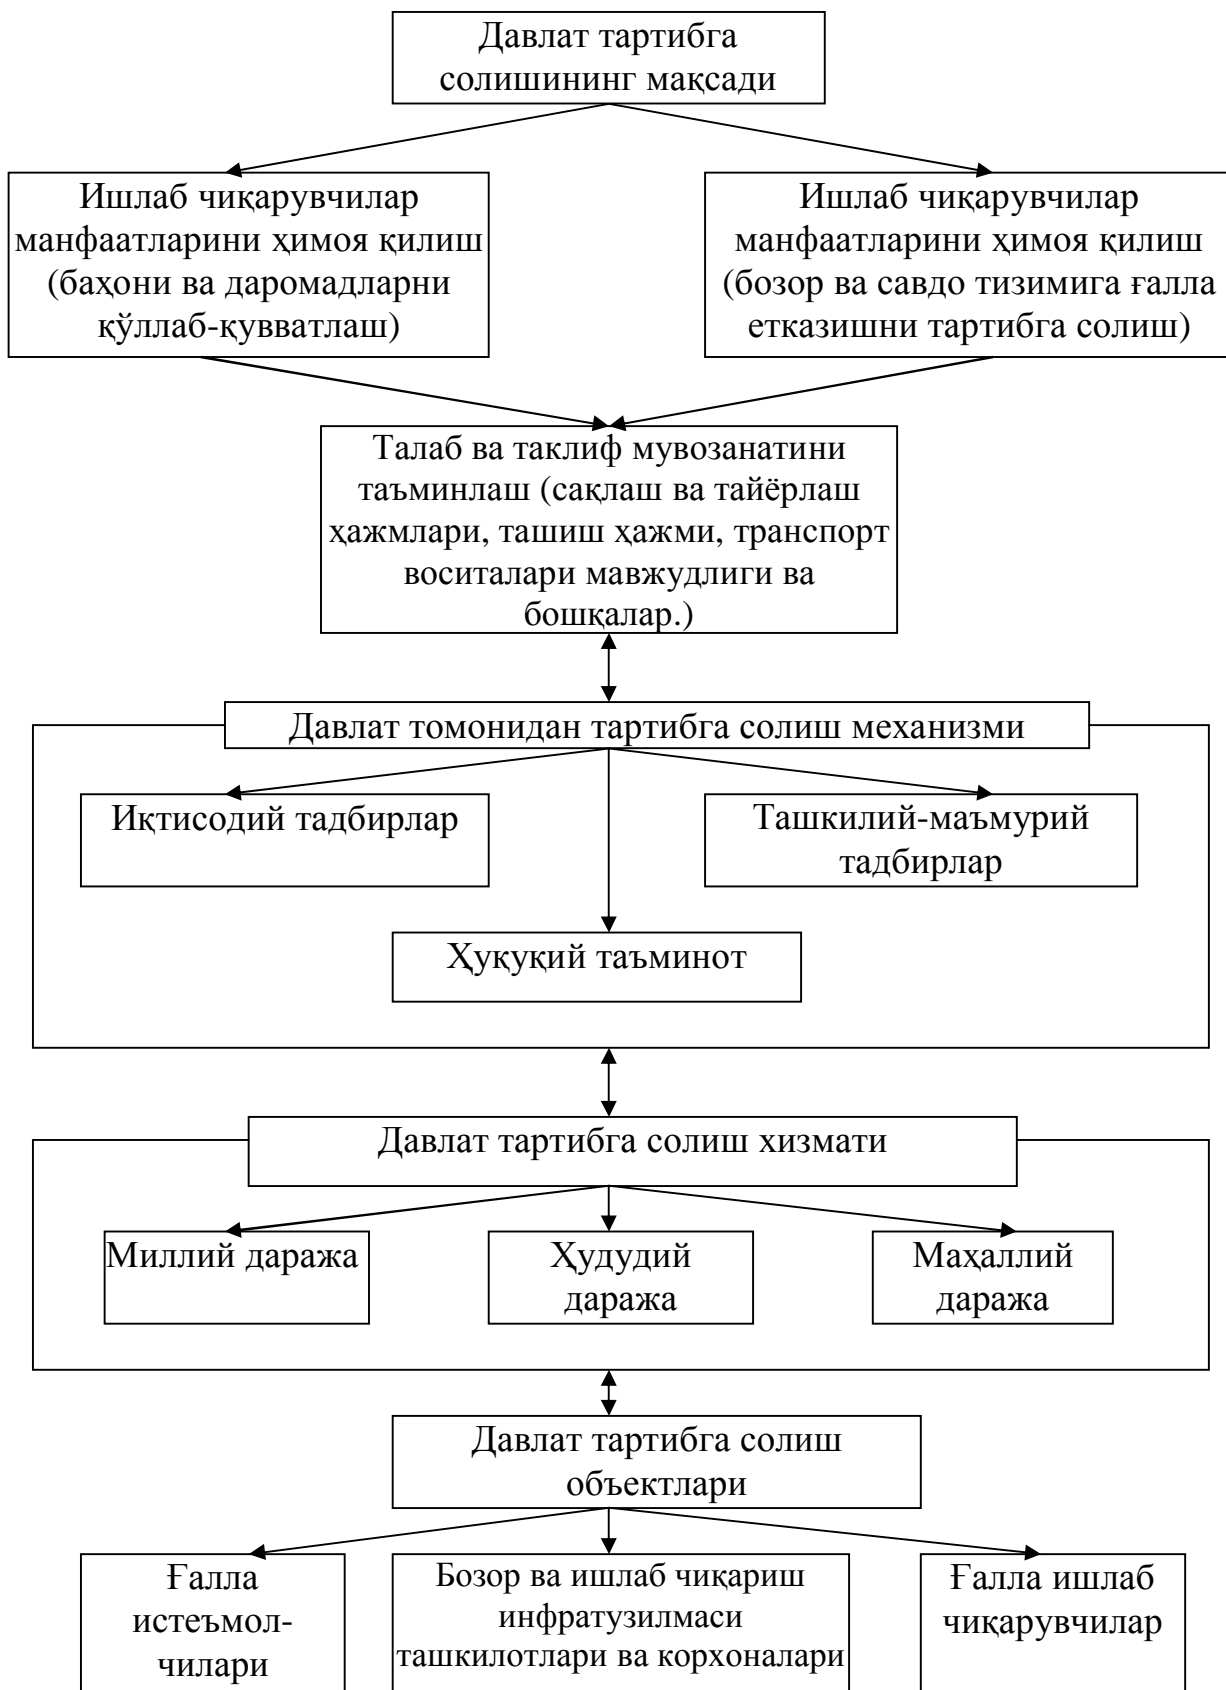 Давлат тартибга
солишининг мақсади
Ишлаб чиқарувчилар
манфаатларини ҳимоя қилиш
(баҳони ва даромадларни
қўллаб-қувватлаш)
Ишлаб чиқарувчилар
манфаатларини ҳимоя қилиш
(бозор ва савдо тизимига ғалла
етказишни тартибга солиш)
Талаб ва таклиф мувозанатини
таъминлаш (сақлаш ва тайёрлаш
ҳажмлари, ташиш ҳажми, транспорт
воситалари мавжудлиги ва
бошқалар.)
Давлат томонидан тартибга солиш механизми
Иқтисодий тадбирлар
Ташкилий-маъмурий
тадбирлар
Ҳуқуқий таъминот
Давлат тартибга солиш хизмати
Миллий даража
Ҳудудий
даража
Маҳаллий
даража
Давлат тартибга солиш
объектлари
Ғалла
истеъмол-
чилари
Бозор ва ишлаб чиқариш
инфратузилмаси
ташкилотлари ва корхоналари
Ғалла ишлаб
чиқарувчилар